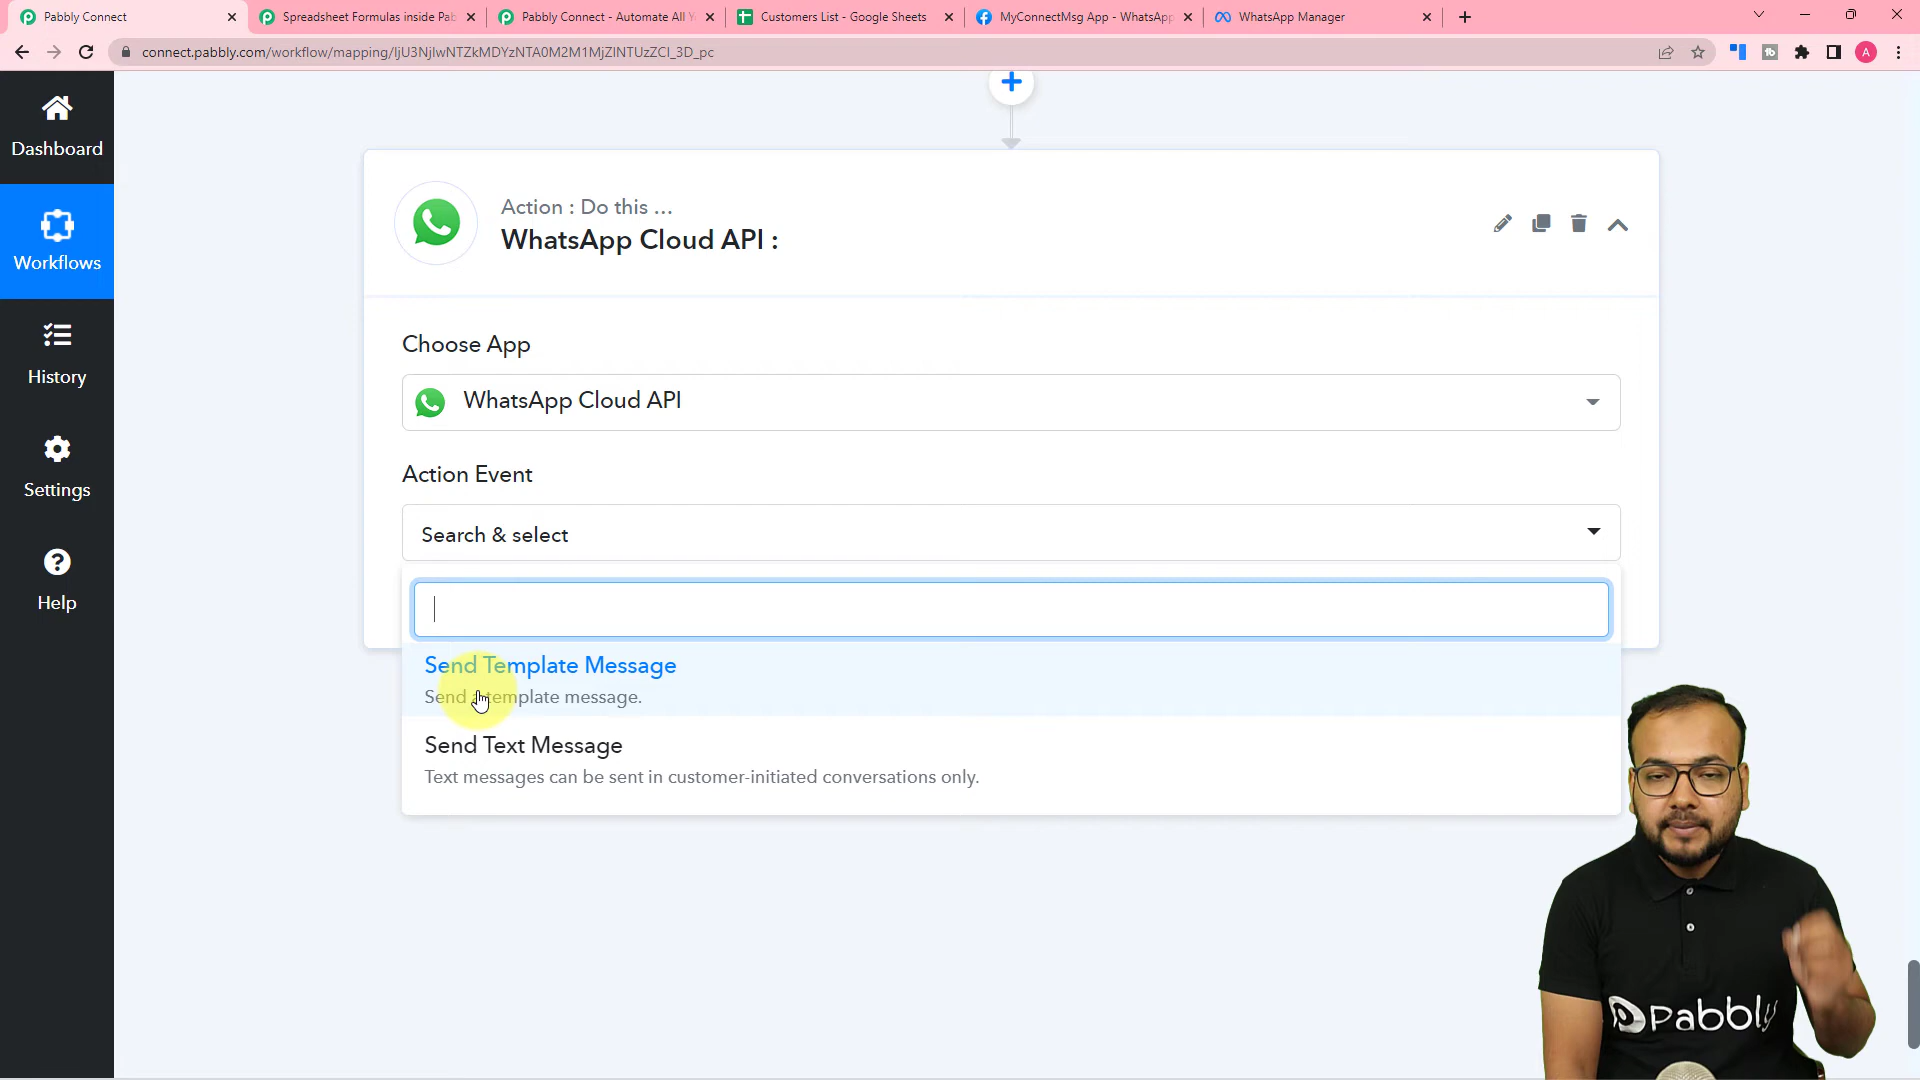 Pabbly Connect
Spreadsheet Formulas inside Pab
Pabbly Connect - Automate All Y
Customers List - Google Sheets
MyConnectMsg App - WhatsApp
WhatsApp Manager
connect.pabbly.com/workflow/mapping/IjU3NjIwNTZkMDYzNTA0M2M1MjZlNTUzZCI_3D_pc
A
Dashboard
Workflows
History
Settings
Help
Action : Do this ...
WhatsApp Cloud API :
Choose App
WhatsApp Cloud API
Action Event
Search & select
Send Template Message
Send a template message.
Send Text Message
Text messages can be sent in customer-initiated conversations only.
Pabbly